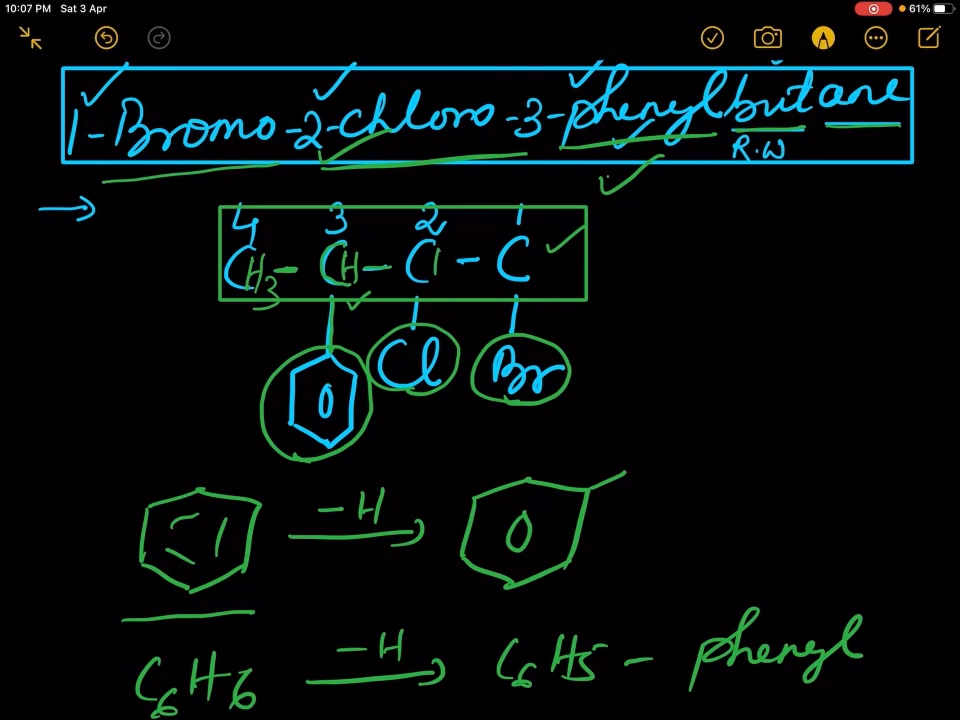 10:07 PM Sat 3 Apr 61%
1-Bromo-2-chloro-3-phenylbutane
R.W
4 3 2 1
CH3-CH-C-C
Cl Br
-H
C6H6 -H C6H5- phenyl